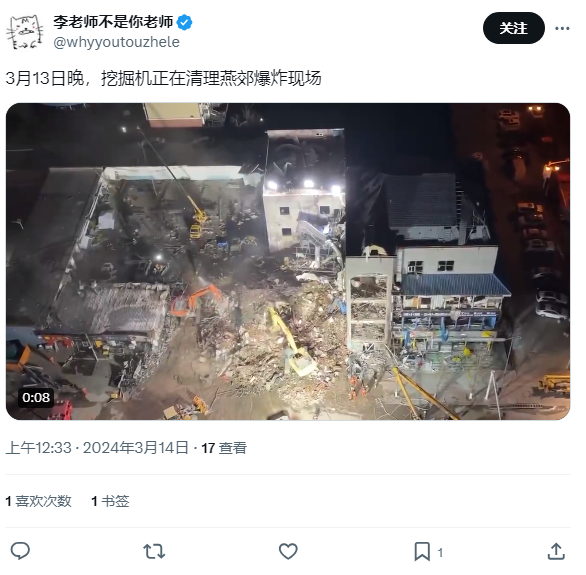 李老师不是你老师
@whyyoutouzhele
关注
3月13日晚，挖掘机正在清理燕郊爆炸现场
0:08
上午12:33 · 2024年3月14日 · 17 查看
1 喜欢次数 1 书签
1